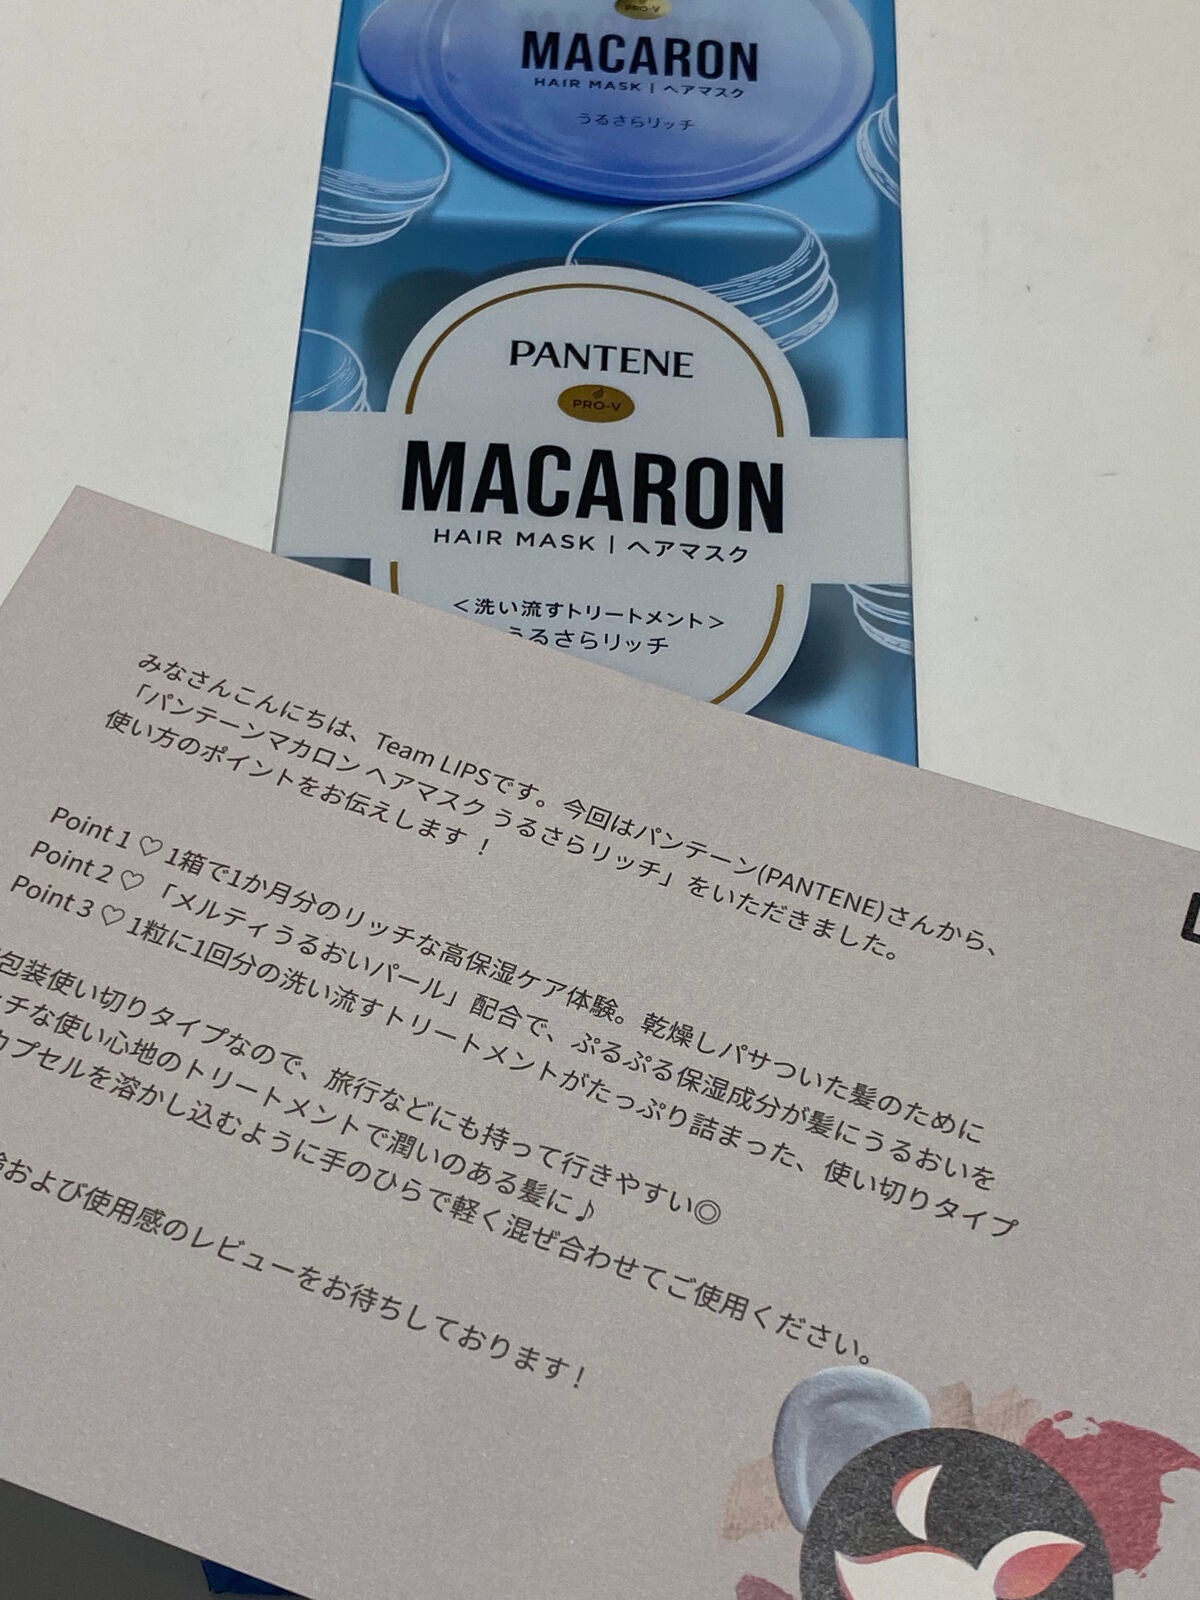 PRO-V
MACARON
HAIR MASK | ヘアマスク
うるさらリッチ
PANTENE
PRO-V
MACARON
HAIR MASK | ヘアマスク
<洗い流すトリートメント>
うるさらリッチ
みなさんこんにちは、Team LIPSです。今回はパンテーン(PANTENE)さんから、
「パンテーンマカロン ヘアマスク うるさらリッチ」をいただきました。
使い方のポイントをお伝えします！
Point 1 ♡ 1箱で1か月分のリッチな高保湿ケア体験。乾燥しパサついた髪のために
Point 2 ♡ 「メルティうるおいパール」配合で、ぷるぷる保湿成分が髪にうるおいを
Point 3 ♡ 1粒に1回分の洗い流すトリートメントがたっぷり詰まった、使い切りタイプ
包装使い切りタイプなので、旅行などにも持って行きやすい◎
チな使い心地のトリートメントで潤いのある髪に♪
カプセルを溶かし込むように手のひらで軽く混ぜ合わせてご使用ください。
および使用感のレビューをお待ちしております！